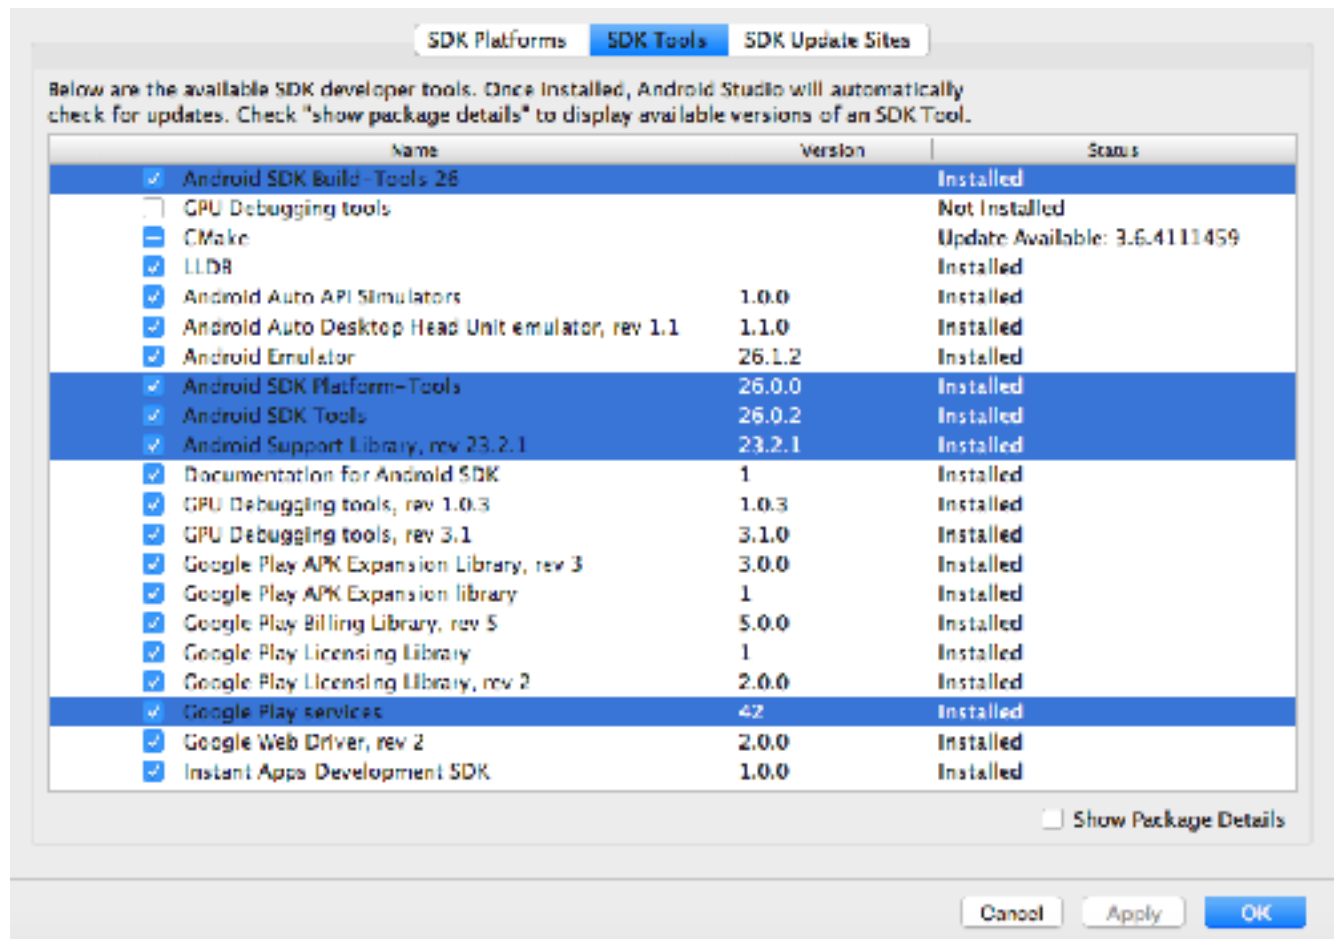 SDK Platforms SDK Tools SDK Update Sites
Below are the available SDK developer tools. Once installed, Android Studio will automatically
check for updates. Check "show package details" to display available versions of an SDK Tool.
Name Version Status
Android SDK Build-Tools 26 Installed
GPU Debugging tools Not Installed
CMake Update Available: 3.6.4111459
LLDB Installed
Android Auto API Simulators 1.0.0 Installed
Android Auto Desktop Head Unit emulator, rev 1.1 1.1.0 Installed
Android Emulator 26.1.2 Installed
Android SDK Platform-Tools 26.0.0 Installed
Android SDK Tools 26.0.2 Installed
Android Support Library, rev 23.2.1 23.2.1 Installed
Documentation for Android SDK 1 Installed
GPU Debugging tools, rev 1.0.3 1.0.3 Installed
GPU Debugging tools, rev 3.1 3.1.0 Installed
Google Play APK Expansion Library, rev 3 3.0.0 Installed
Google Play APK Expansion library 1 Installed
Google Play Billing Library, rev 5 5.0.0 Installed
Google Play Licensing Library 1 Installed
Google Play Licensing Library, rev 2 2.0.0 Installed
Google Play services 42 Installed
Google Web Driver, rev 2 2.0.0 Installed
Instant Apps Development SDK 1.0.0 Installed
Show Package Details
Cancel Apply OK